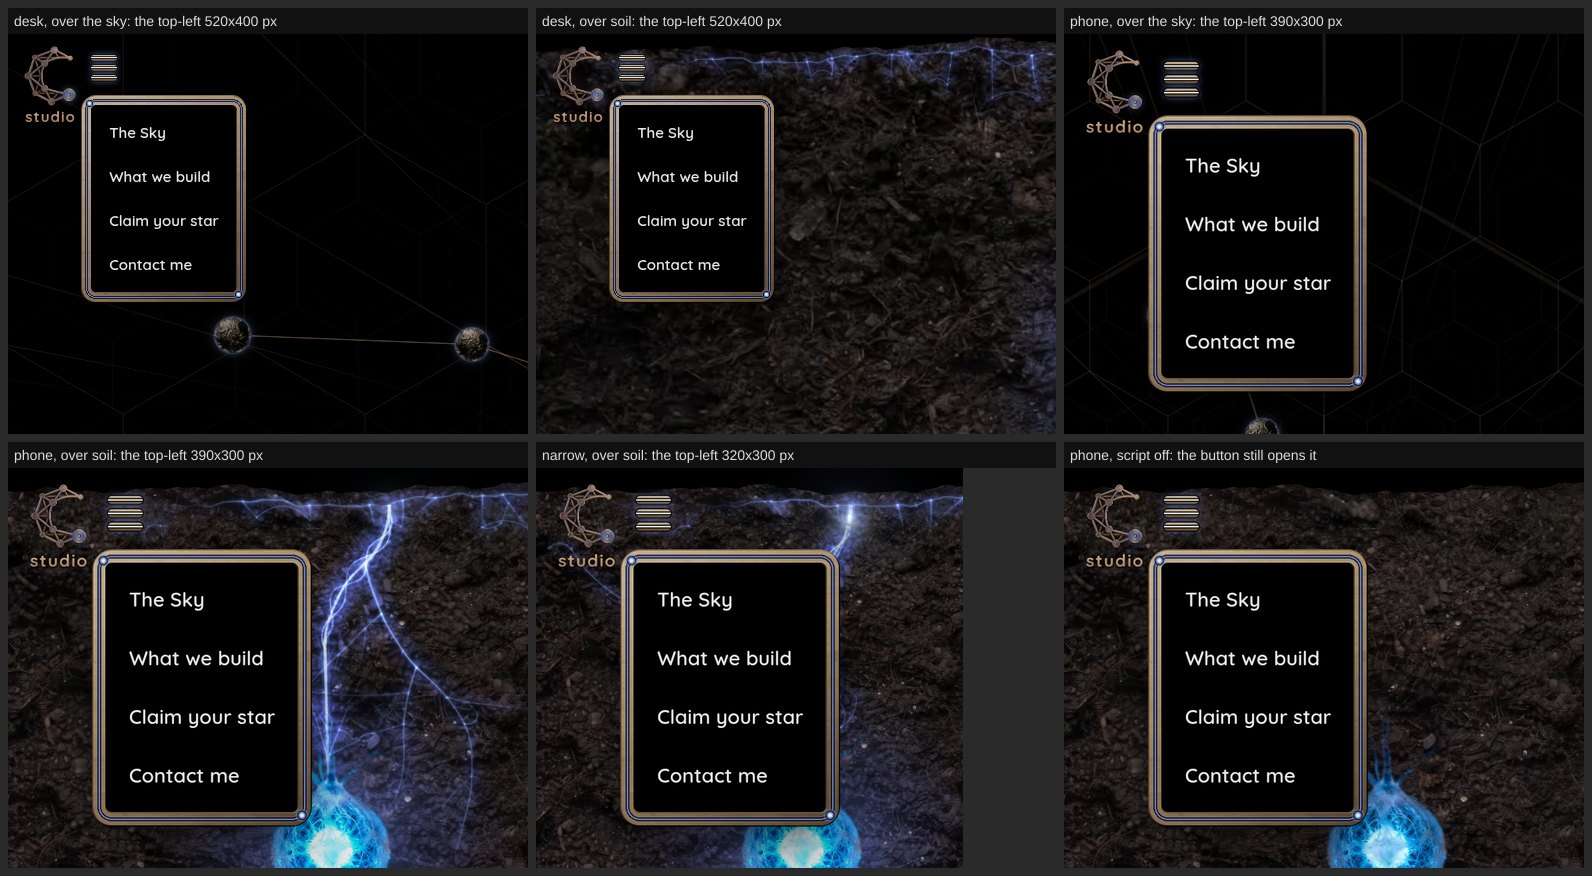 desk, over the sky: the top-left 520x400 px
studio
The Sky
What we build
Claim your star
Contact me
desk, over soil: the top-left 520x400 px
studio
The Sky
What we build
Claim your star
Contact me
phone, over the sky: the top-left 390x300 px
studio
The Sky
What we build
Claim your star
Contact me
phone, over soil: the top-left 390x300 px
studio
The Sky
What we build
Claim your star
Contact me
narrow, over soil: the top-left 320x300 px
studio
The Sky
What we build
Claim your star
Contact me
phone, script off: the button still opens it
studio
The Sky
What we build
Claim your star
Contact me